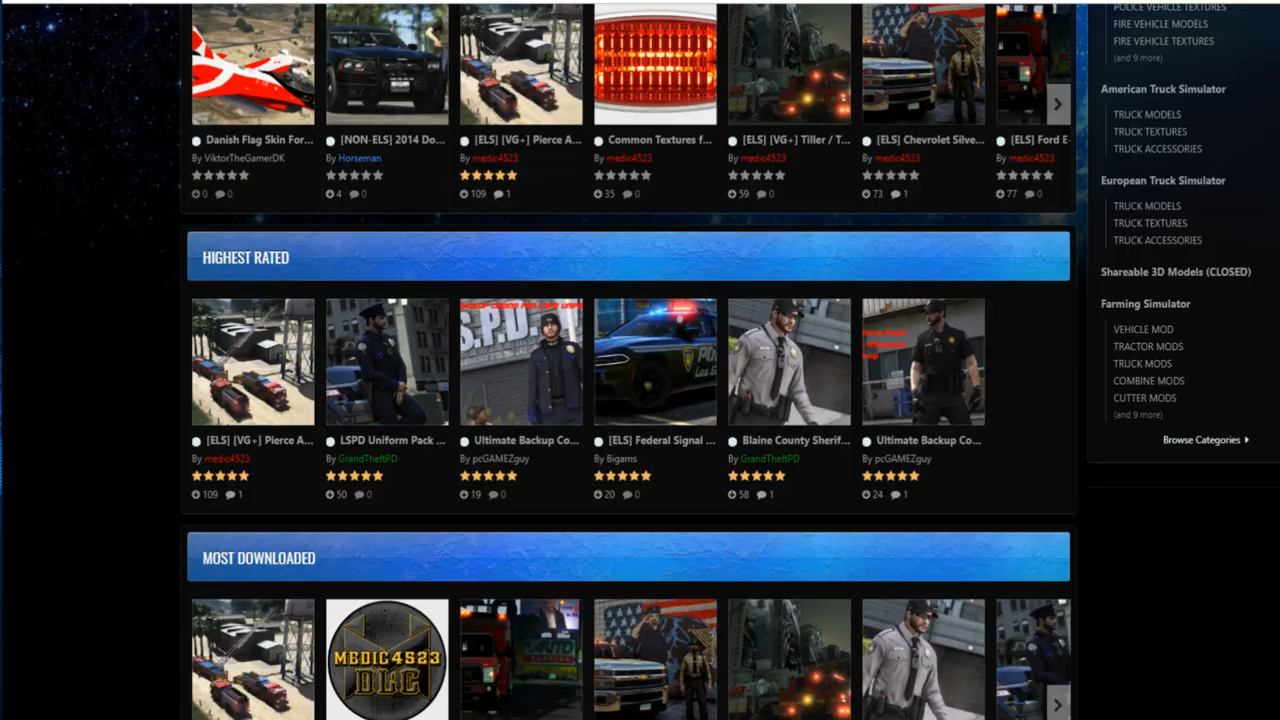 POLICE VEHICLE TEXTURES
FIRE VEHICLE MODELS
FIRE VEHICLE TEXTURES
(and 9 more)
American Truck Simulator
TRUCK MODELS
TRUCK TEXTURES
TRUCK ACCESSORIES
European Truck Simulator
TRUCK MODELS
TRUCK TEXTURES
TRUCK ACCESSORIES
Shareable 3D Models (CLOSED)
Farming Simulator
VEHICLE MOD
TRACTOR MODS
TRUCK MODS
COMBINE MODS
CUTTER MODS
(and 9 more)
Browse Categories
Danish Flag Skin For...
By ViktorTheGamerDK
0 0
[NON-ELS] 2014 Do...
By Horseman
4 0
[ELS] [VG+] Pierce A...
By medic4523
109 1
Common Textures f...
By medic4523
35 0
[ELS] [VG+] Tiller / T...
By medic4523
59 0
[ELS] Chevrolet Silve...
By medic4523
73 1
[ELS] Ford E-
By medic4523
77 0
HIGHEST RATED
[ELS] [VG+] Pierce A...
By medic4523
109 1
LSPD Uniform Pack ...
By GrandTheftPD
50 0
S.P.D.
Ultimate Backup Co...
By pcGAMEZguy
19 0
[ELS] Federal Signal ...
By Bigams
20 0
Blaine County Sherif...
By GrandTheftPD
58 1
Ultimate Backup Co...
By pcGAMEZguy
24 1
MOST DOWNLOADED
MEDIC4523
DLC